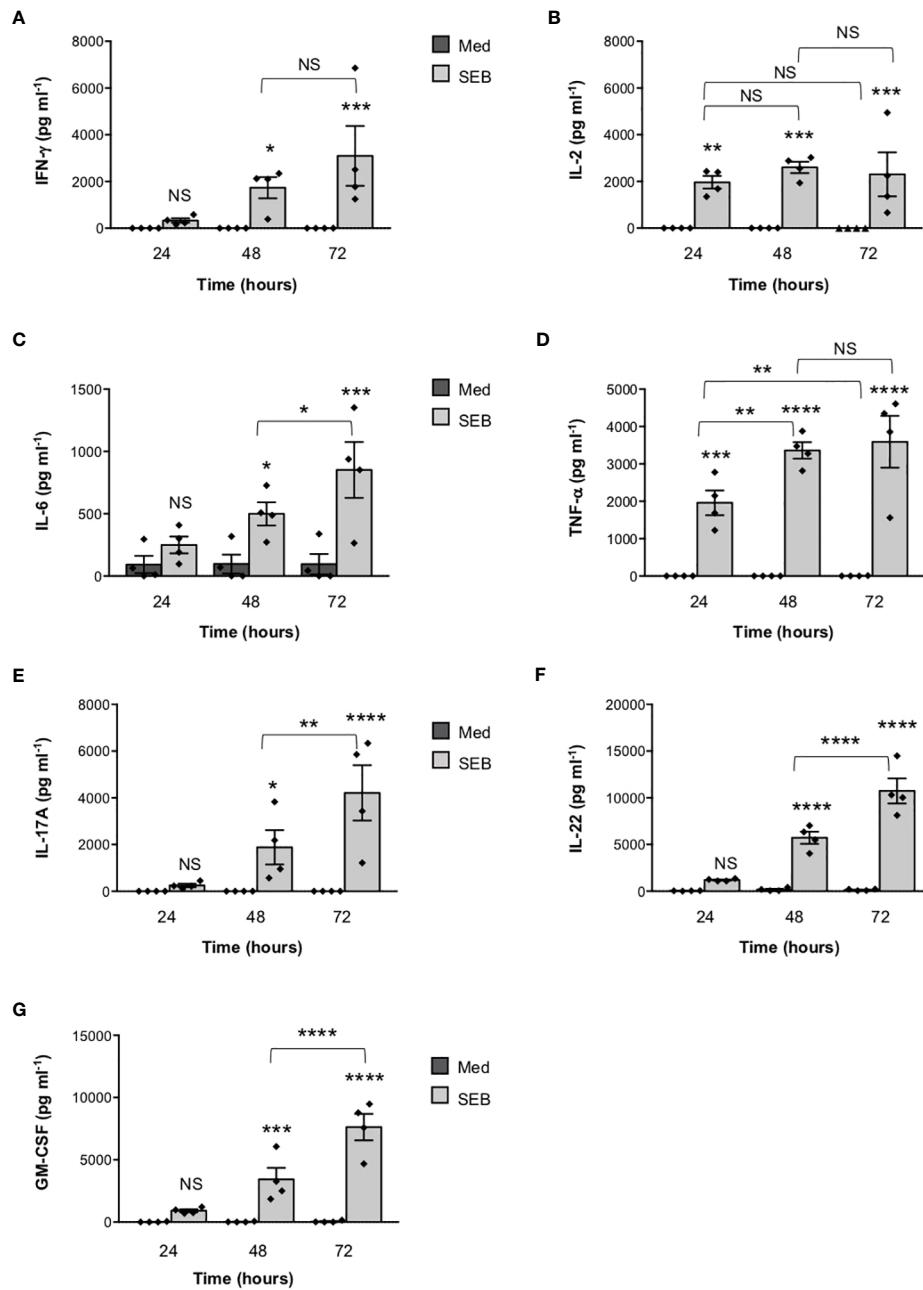 A
IFN-γ (pg ml-1)
8000
6000
4000
2000
0
NS
*
NS
***
24
48
72
Time (hours)
Med
SEB
B
IL-2 (pg ml-1)
8000
6000
4000
2000
0
NS
NS
NS
**
***
***
24
48
72
Time (hours)
C
IL-6 (pg ml-1)
1500
1000
500
0
NS
*
*
***
24
48
72
Time (hours)
Med
SEB
D
TNF-α (pg ml-1)
5000
4000
3000
2000
1000
0
NS
**
**
***
****
****
24
48
72
Time (hours)
E
IL-17A (pg ml-1)
8000
6000
4000
2000
0
NS
*
**
****
24
48
72
Time (hours)
Med
SEB
F
IL-22 (pg ml-1)
20000
15000
10000
5000
0
NS
****
****
****
24
48
72
Time (hours)
G
GM-CSF (pg ml-1)
15000
10000
5000
0
NS
***
****
****
24
48
72
Time (hours)
Med
SEB